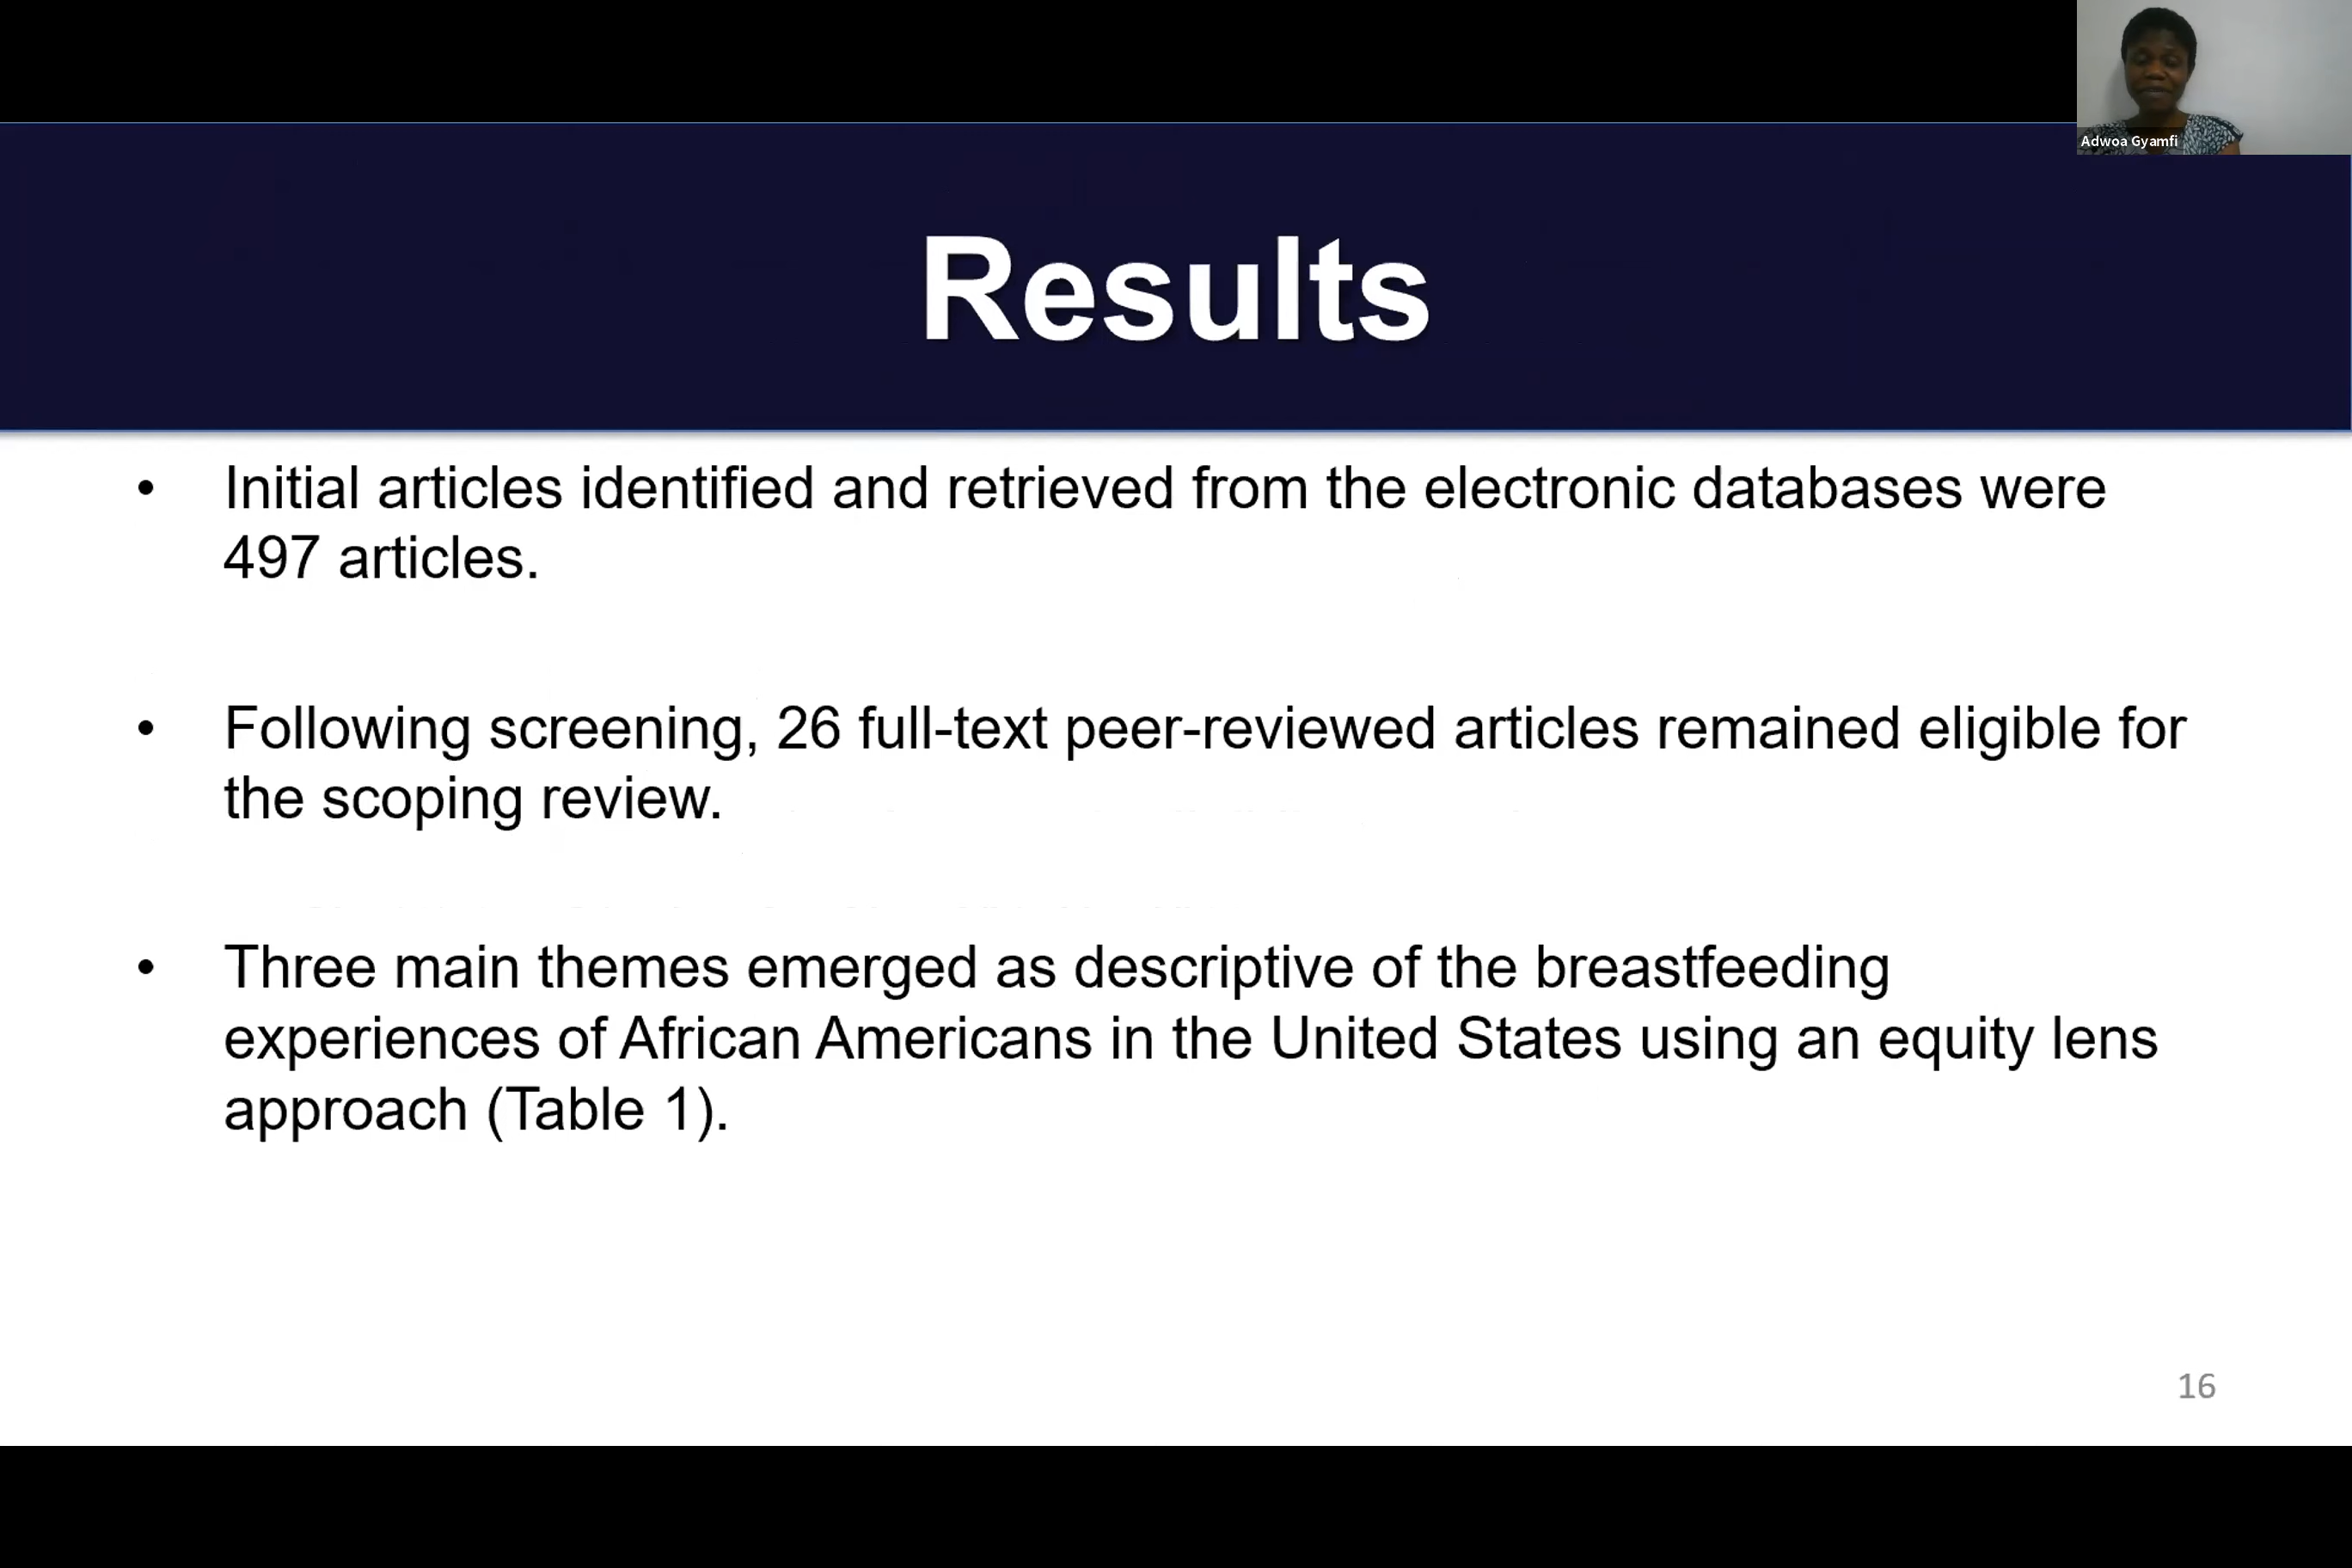 Adwoa Gyamfi
Results
• Initial articles identified and retrieved from the electronic databases were
497 articles.
• Following screening, 26 full-text peer-reviewed articles remained eligible for
the scoping review.
• Three main themes emerged as descriptive of the breastfeeding
experiences of African Americans in the United States using an equity lens
approach (Table 1).
16